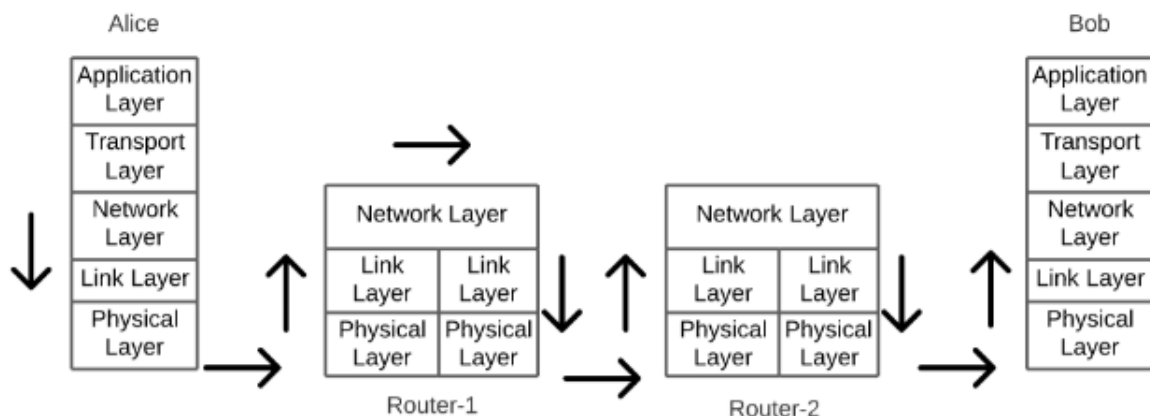 Alice
Bob
Application
Layer
Transport
Layer
Network
Layer
Link Layer
Physical
Layer
Network Layer
Link
Layer
Link
Layer
Physical
Layer
Physical
Layer
Router-1
Network Layer
Link
Layer
Link
Layer
Physical
Layer
Physical
Layer
Router-2
Application
Layer
Transport
Layer
Network
Layer
Link Layer
Physical
Layer